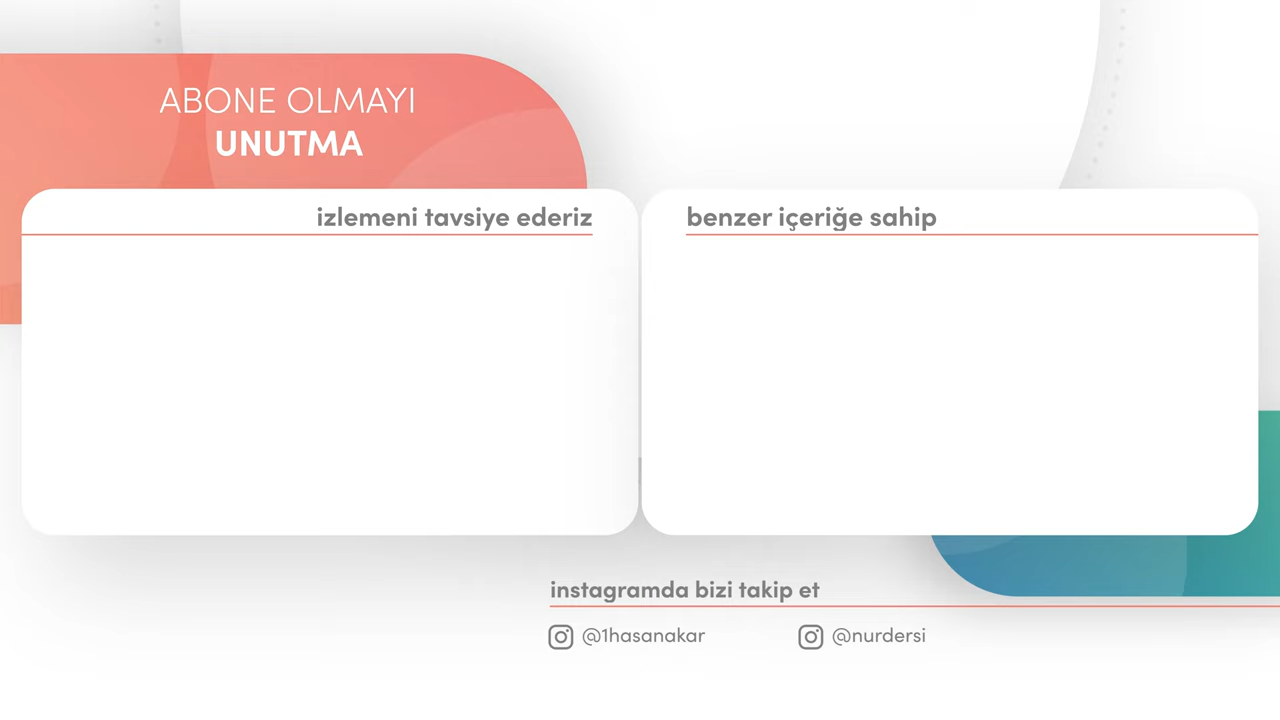 ABONE OLMAYI
UNUTMA
izlemeni tavsiye ederiz
benzer içeriğe sahip
instagramda bizi takip et
@1hasanakar
@nurdersi